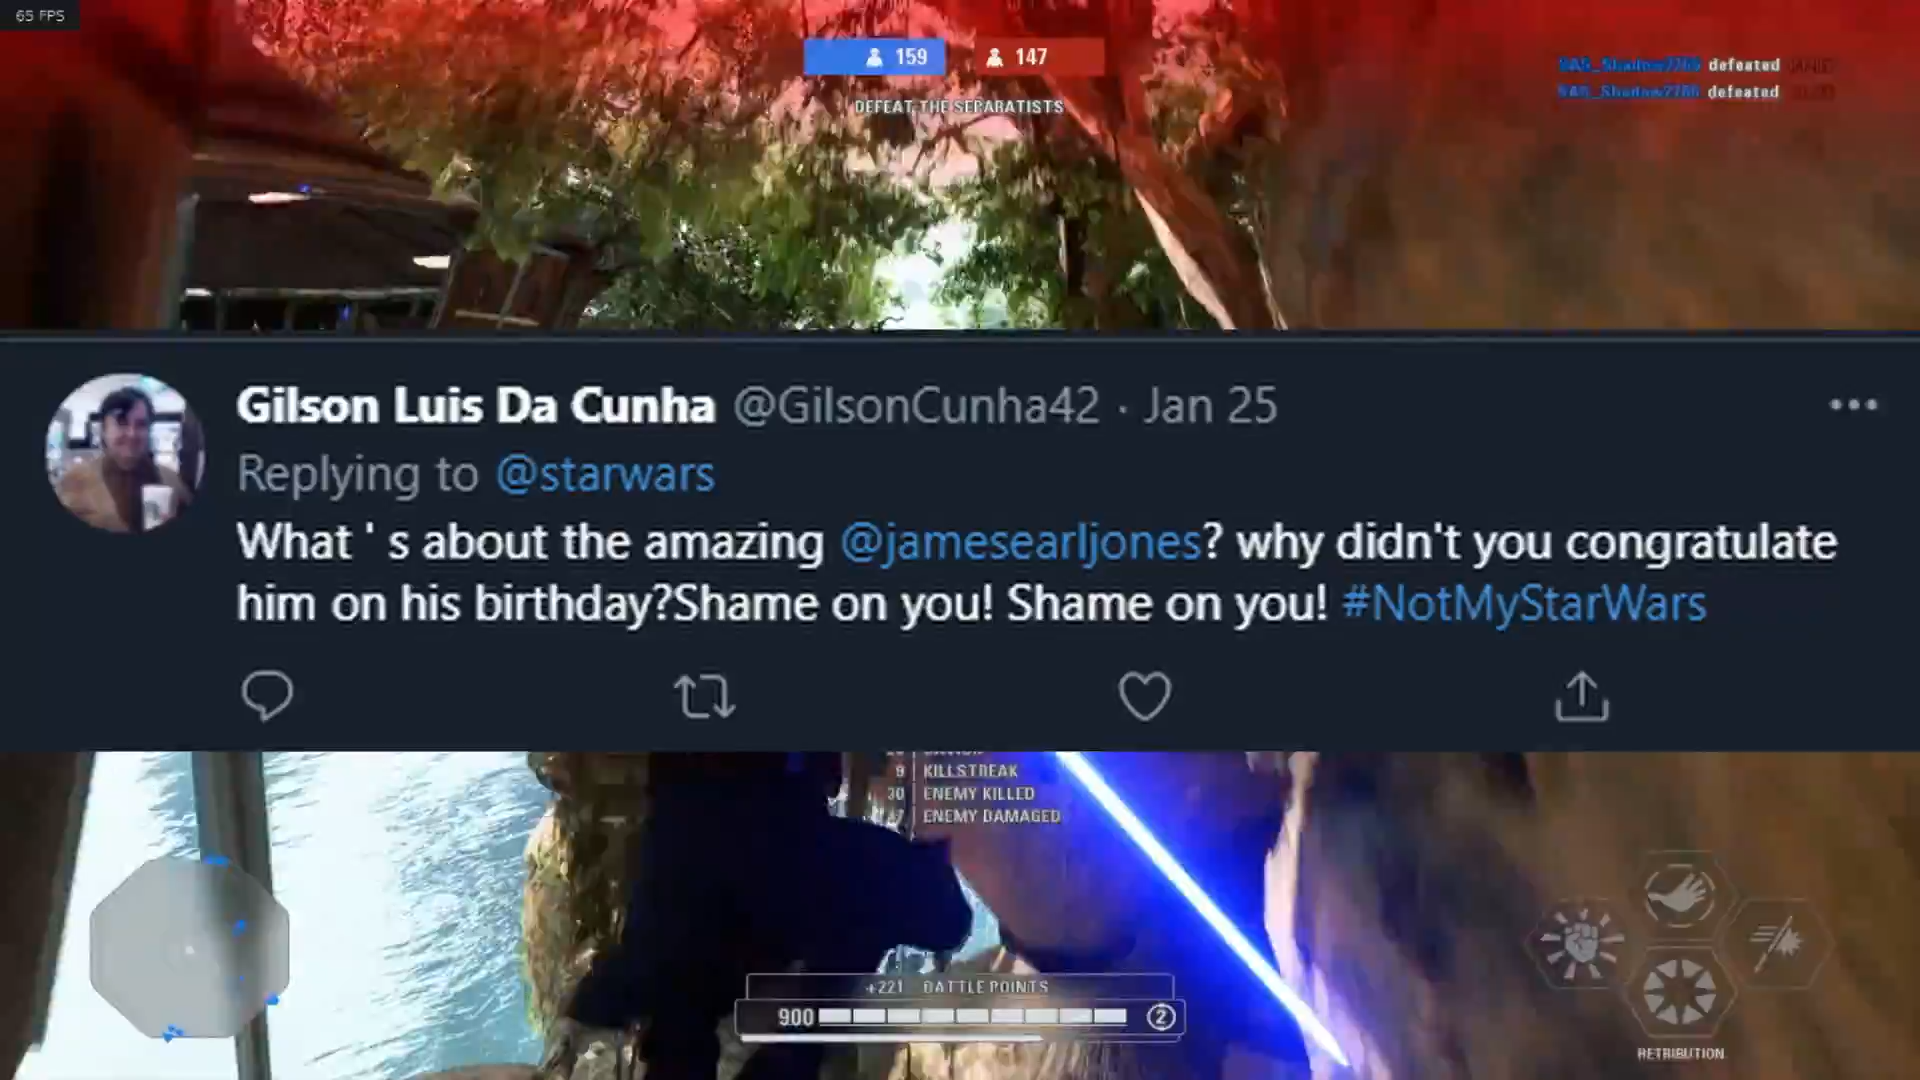 65 FPS
159 147
DEFEAT THE SEPARATISTS
defeated
defeated
Gilson Luis Da Cunha @GilsonCunha42 · Jan 25
Replying to @starwars
What ' s about the amazing @jamesearljones? why didn't you congratulate
him on his birthday?Shame on you! Shame on you! #NotMyStarWars
9 | KILLSTREAK
30 | ENEMY KILLED
ENEMY DAMAGED
+221 BATTLE POINTS
900 2
RETRIBUTION